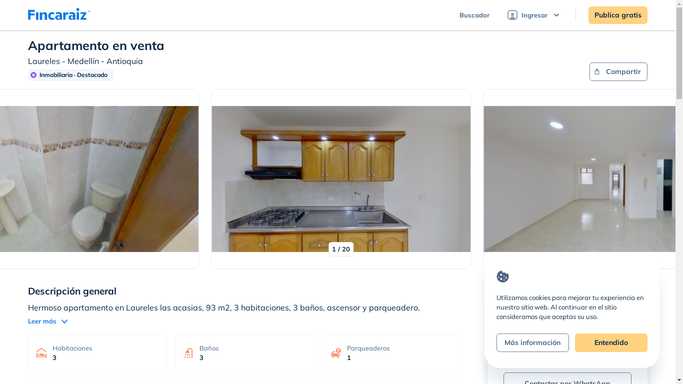 Fincaraiz
Buscador
Ingresar
Publica gratis
Apartamento en venta
Laureles - Medellín - Antioquia
Inmobiliaria · Destacado
Compartir
1 / 20
Descripción general
Hermoso apartamento en Laureles las acasias, 93 m2, 3 habitaciones, 3 baños, ascensor y parqueadero.
Leer más
Habitaciones
3
Baños
3
Parqueaderos
1
Utilizamos cookies para mejorar tu experiencia en
nuestro sitio web. Al continuar en el sitio
consideramos que aceptas su uso.
Más información
Entendido
Contactar por WhatsApp